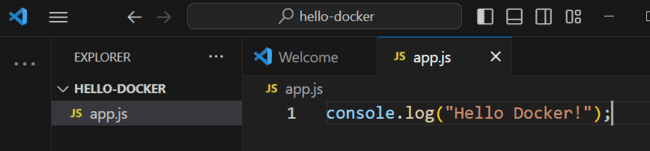 hello-docker
EXPLORER
Welcome
JS app.js
HELLO-DOCKER
JS app.js
JS app.js
1 console.log("Hello Docker!");